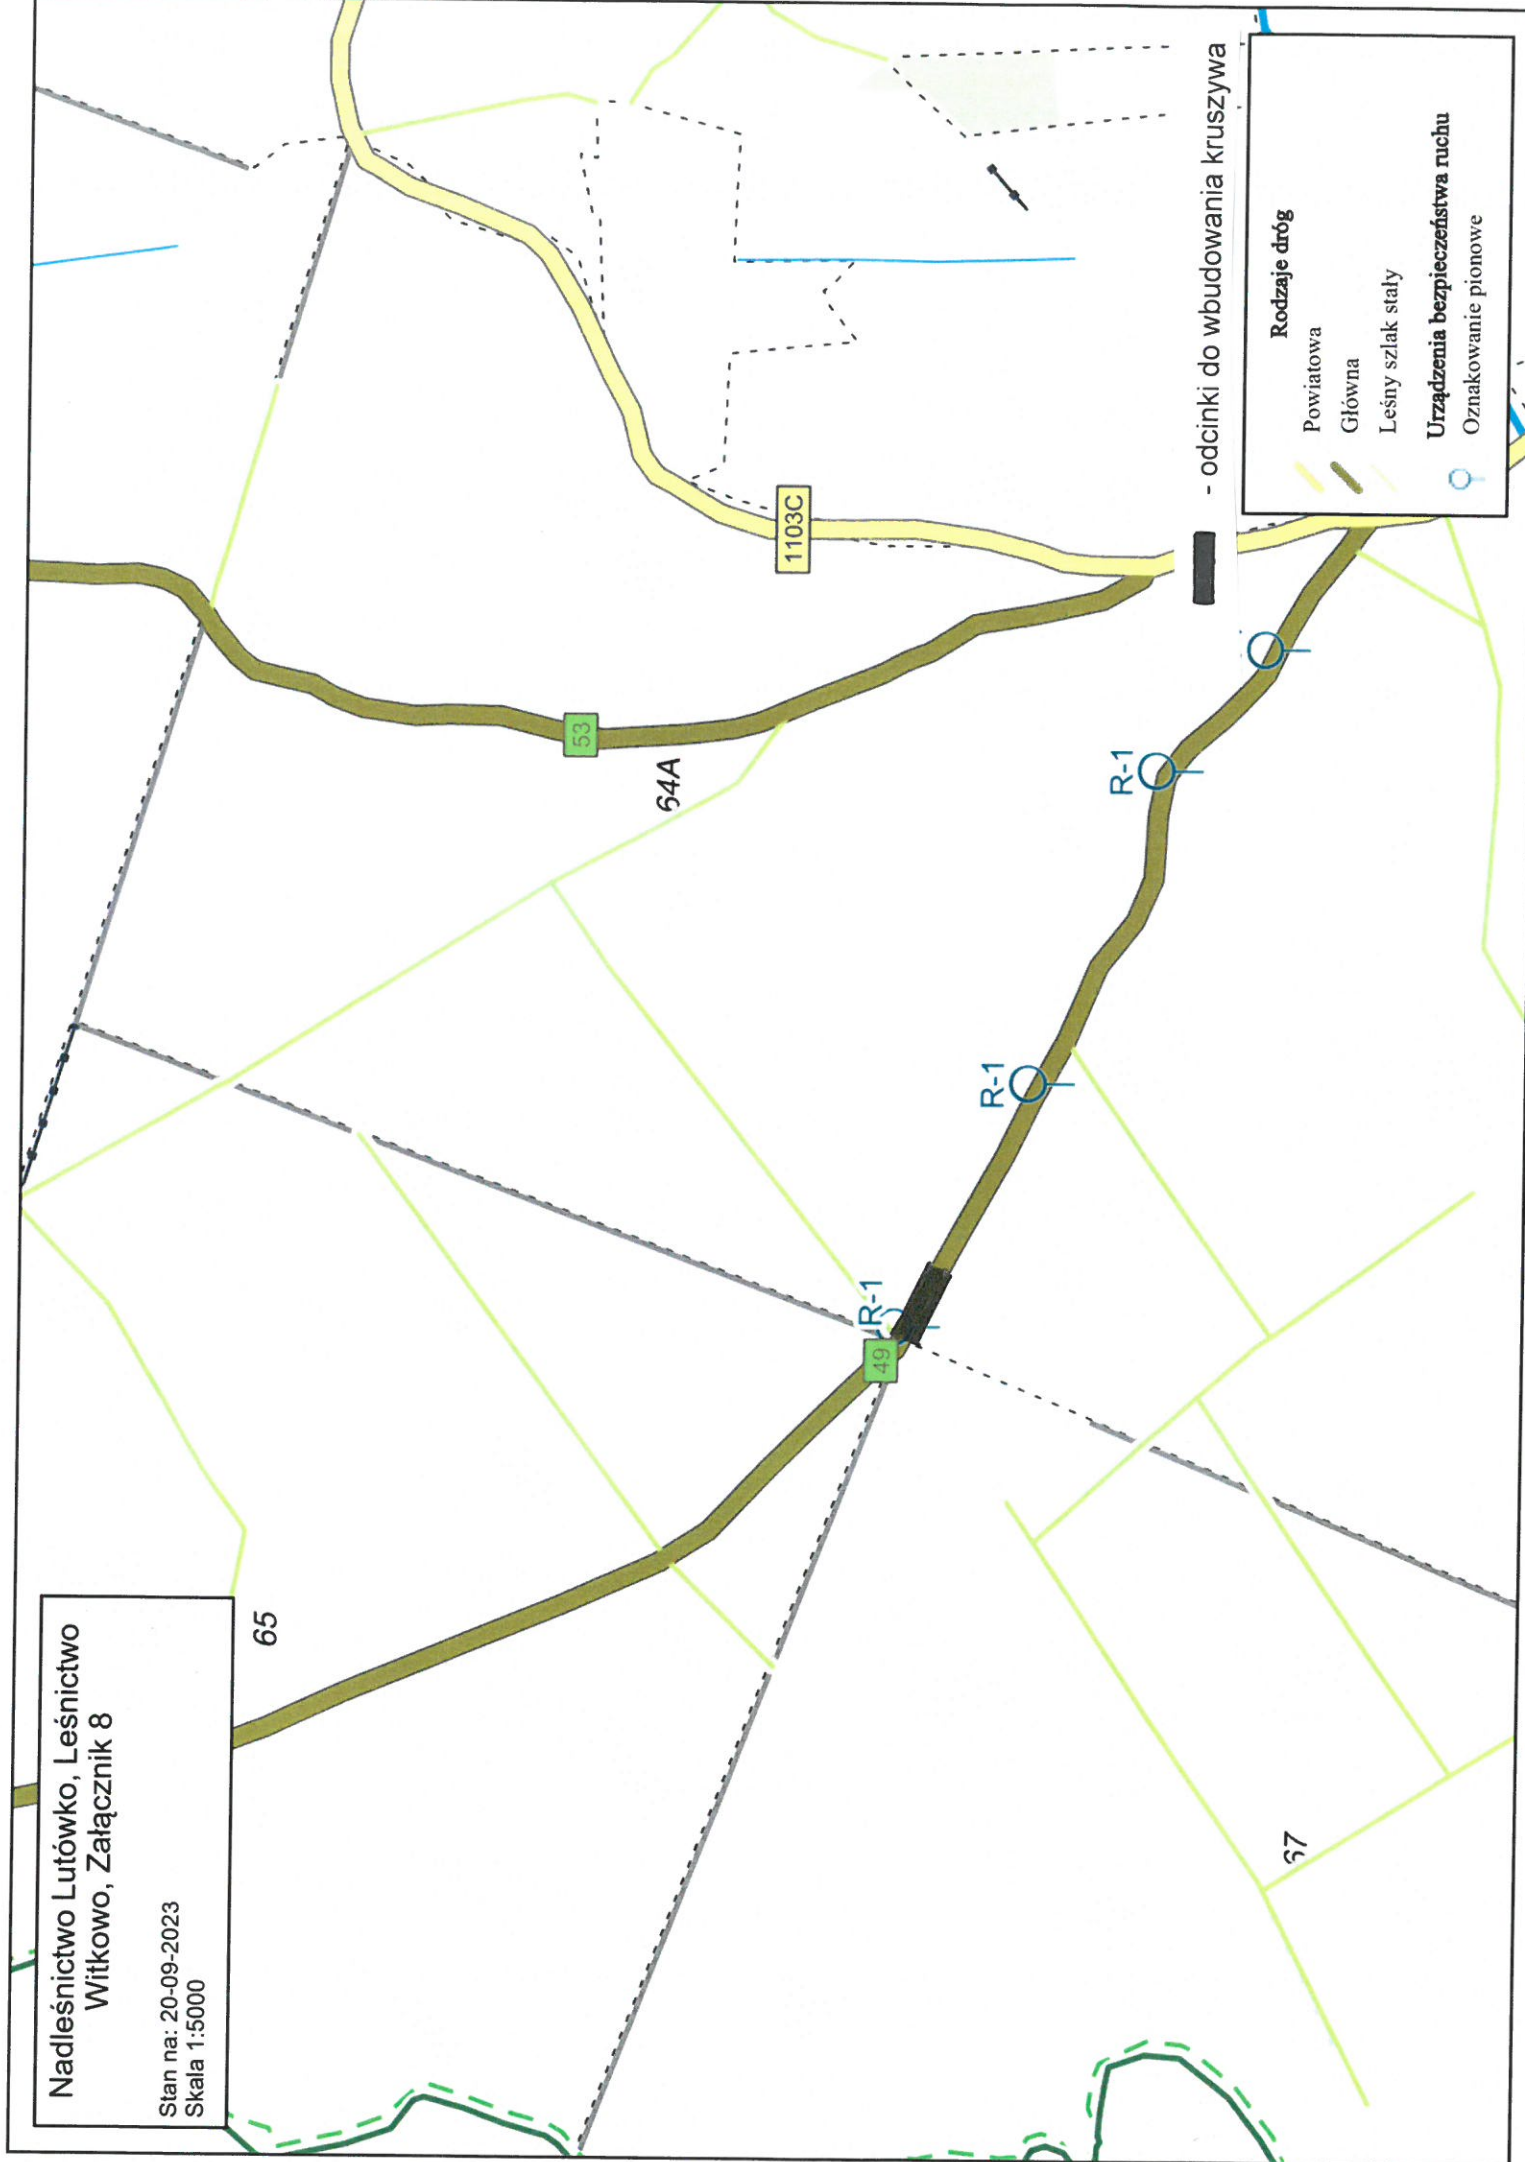 Nadleśnictwo Lutówko, Leśnictwo
Witkowo, Załącznik 8
Stan na: 20-09-2023
Skala 1:5000
65
53
64A
1103C
49
R-1
R-1
R-1
67
- odcinki do wbudowania kruszywa
Rodzaje dróg
Powiatowa
Główna
Leśny szlak stały
Urządzenia bezpieczeństwa ruchu
Oznakowanie pionowe